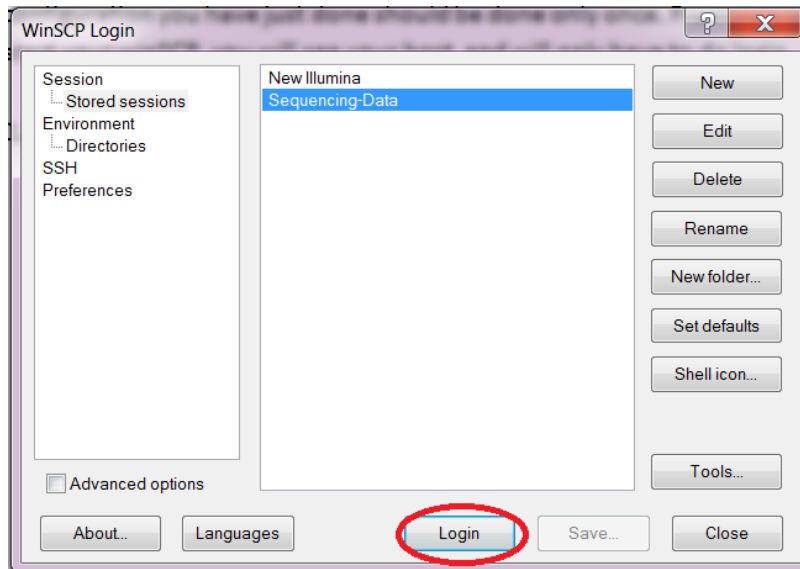 WinSCP Login
?
X
Session
Stored sessions
Environment
Directories
SSH
Preferences
Advanced options
New Illumina
Sequencing-Data
New
Edit
Delete
Rename
New folder...
Set defaults
Shell icon...
Tools...
About...
Languages
Login
Save...
Close